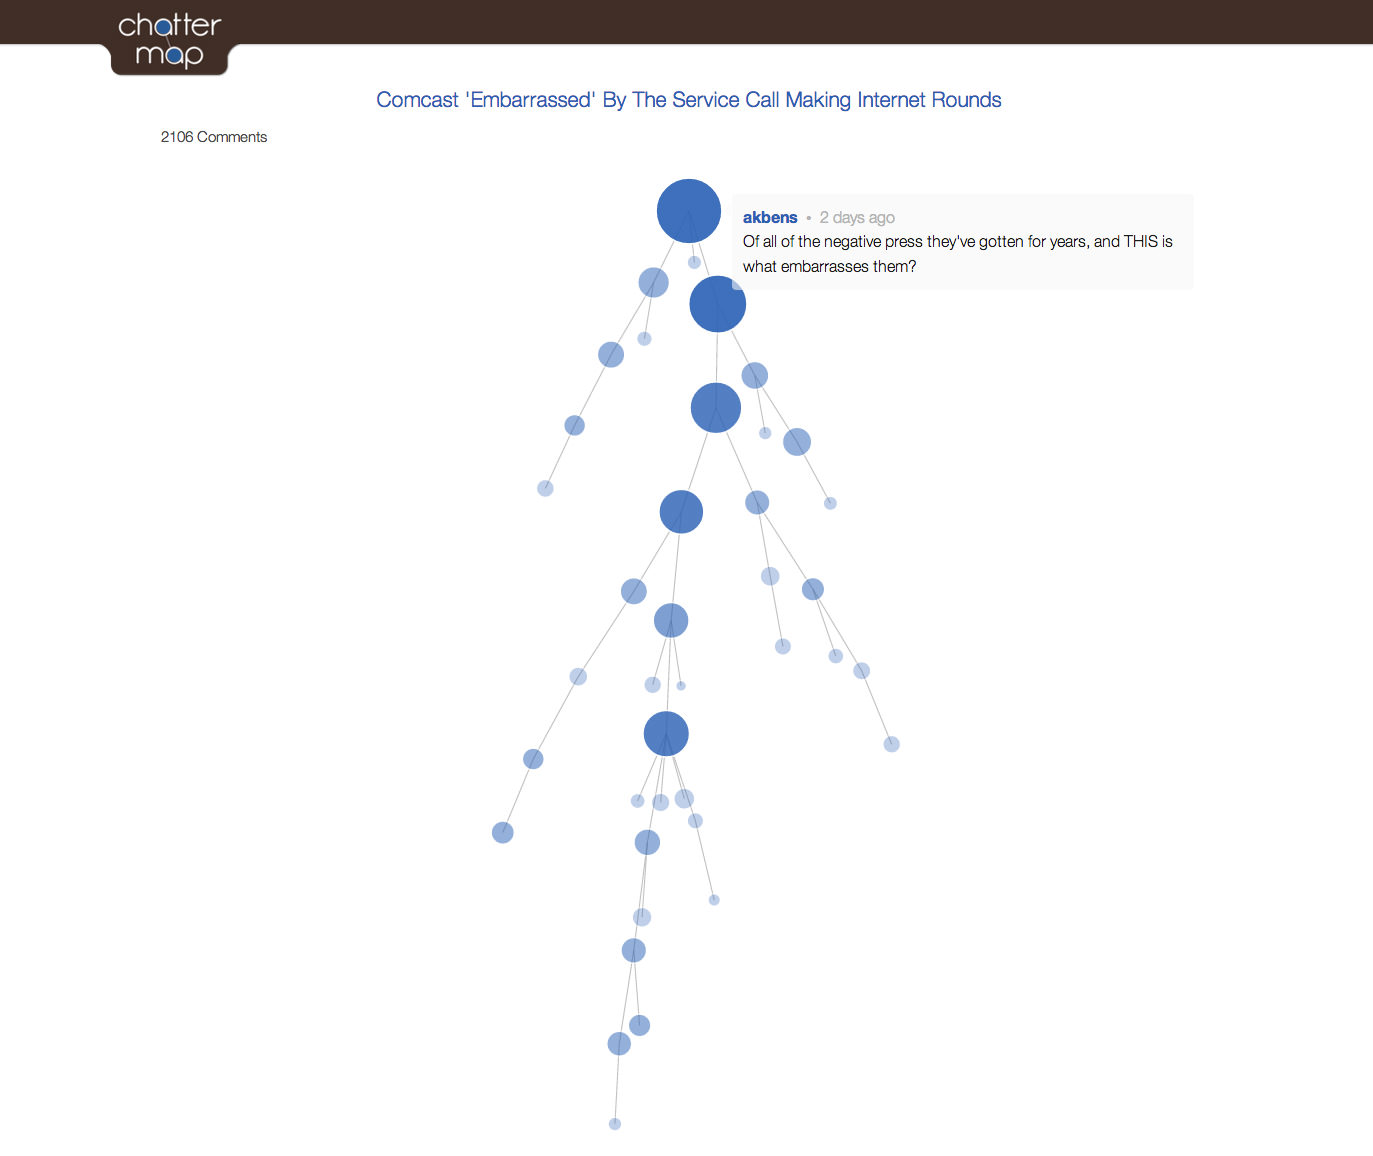 chatter
map
Comcast 'Embarrassed' By The Service Call Making Internet Rounds
2106 Comments
akbens • 2 days ago
Of all of the negative press they've gotten for years, and THIS is
what embarrasses them?